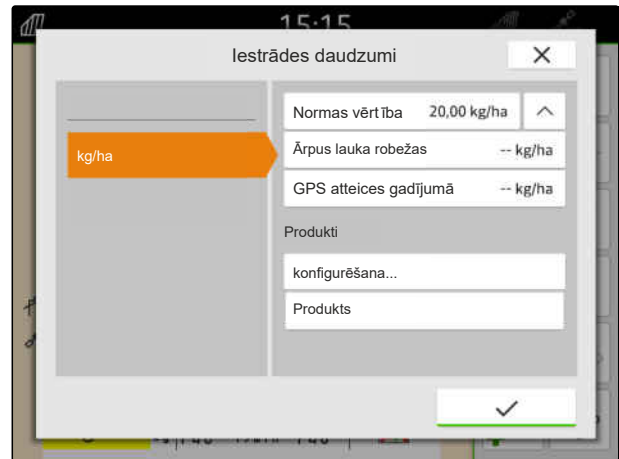 15:15
Iestrādes daudzumi
kg/ha
Normas vērtība 20,00 kg/ha
Ārpus lauka robežas -- kg/ha
GPS atteices gadījumā -- kg/ha
Produkti
konfigurēšana...
Produkts